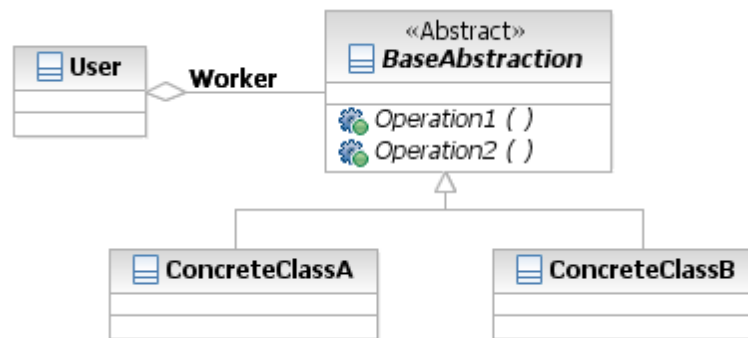 «Abstract»
BaseAbstraction
User
Worker
Operation1 ( )
Operation2 ( )
ConcreteClassA
ConcreteClassB